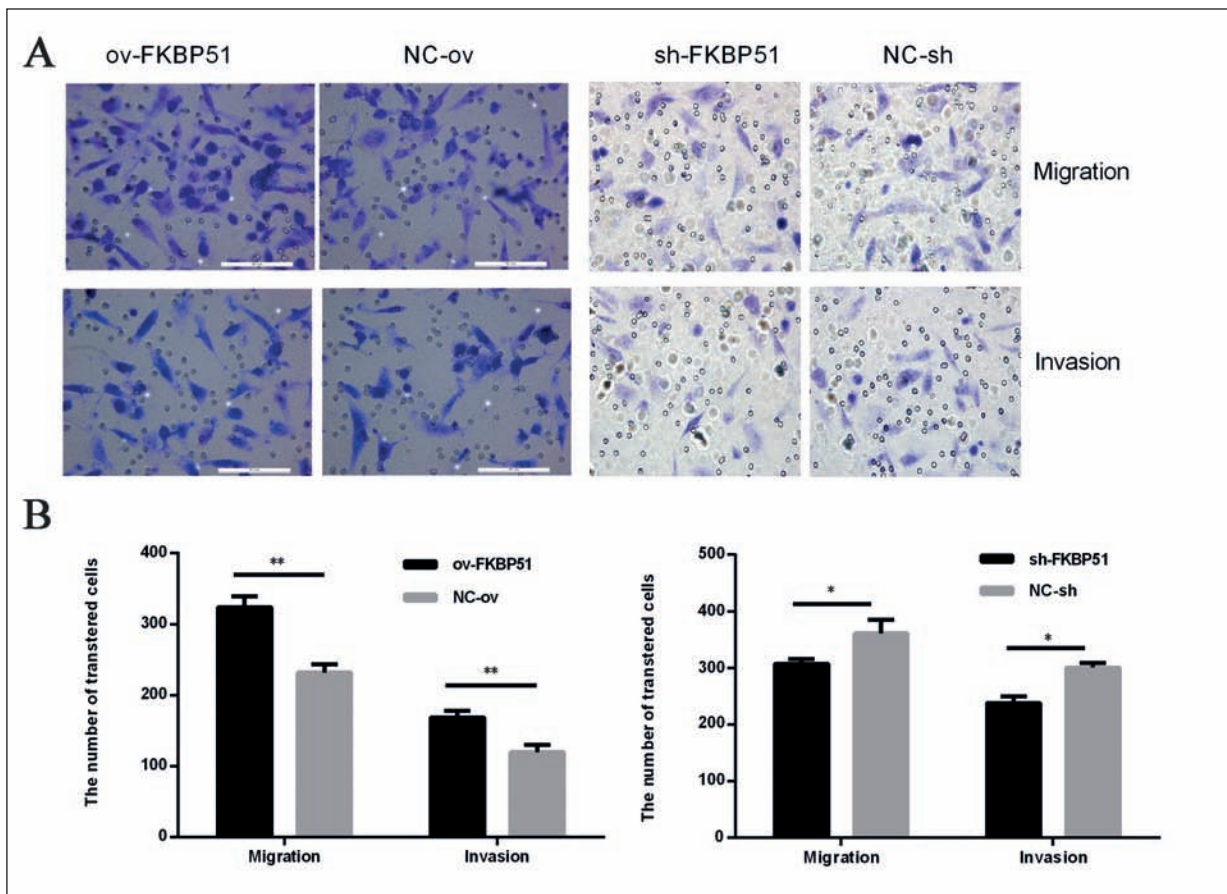 A
ov-FKBP51
NC-ov
sh-FKBP51
NC-sh
Migration
Invasion
B
The number of transtered cells
400
300
200
100
0
**
**
ov-FKBP51
NC-ov
Migration
Invasion
The number of transtered cells
500
400
300
200
100
0
*
*
sh-FKBP51
NC-sh
Migration
Invasion